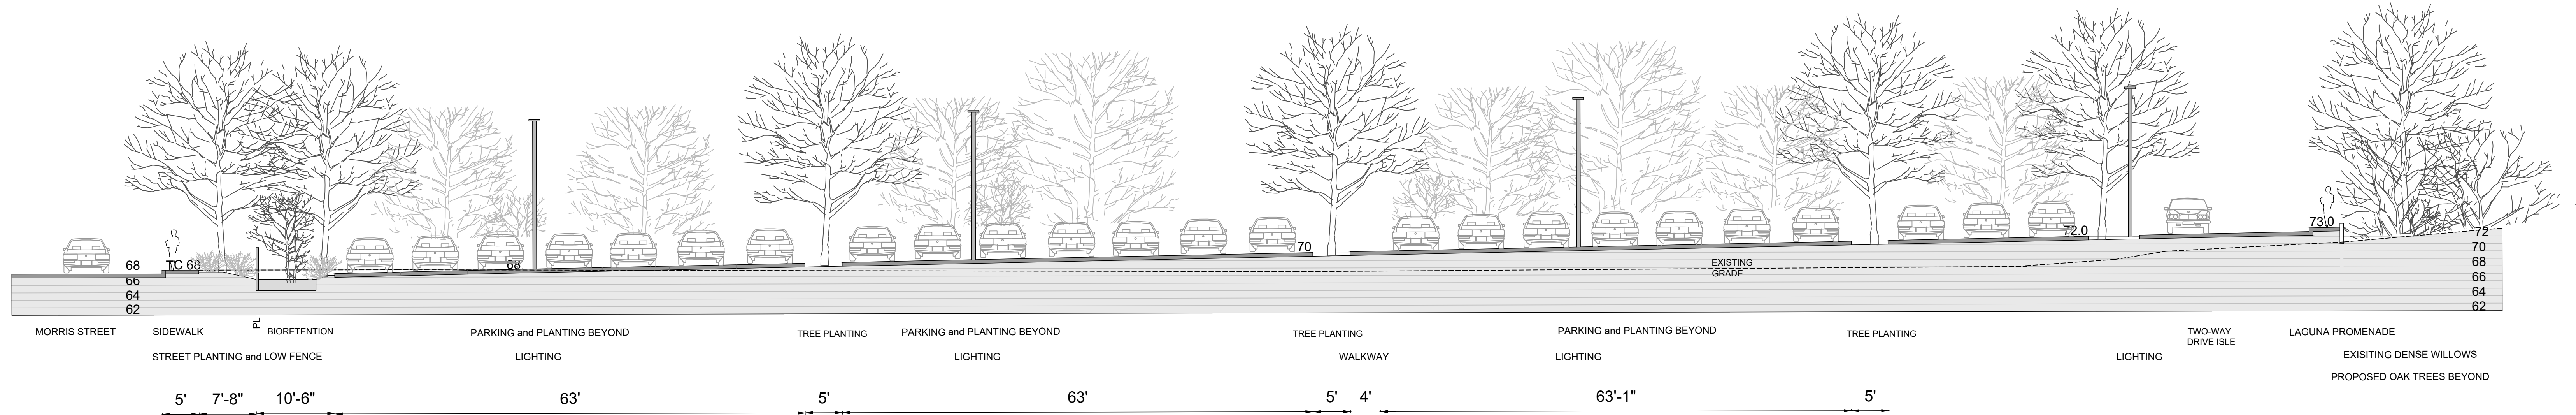 68 TC 68
66
64
62
68
70
EXISTING
GRADE
72.0
73.0
72
70
68
66
64
62
MORRIS STREET SIDEWALK PL BIORETENTION PARKING and PLANTING BEYOND TREE PLANTING PARKING and PLANTING BEYOND TREE PLANTING PARKING and PLANTING BEYOND TREE PLANTING TWO-WAY
DRIVE ISLE
LAGUNA PROMENADE
STREET PLANTING and LOW FENCE LIGHTING LIGHTING WALKWAY LIGHTING LIGHTING EXISITING DENSE WILLOWS
PROPOSED OAK TREES BEYOND
5' 7'-8" 10'-6" 63' 5' 63' 5' 4' 63'-1" 5'